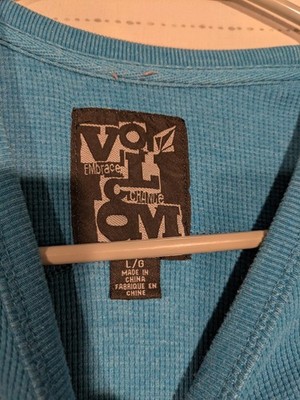 VOL
Embrace
CHANGE
COM
L/G
MADE IN
CHINA
FABRIQUE EN
CHINE